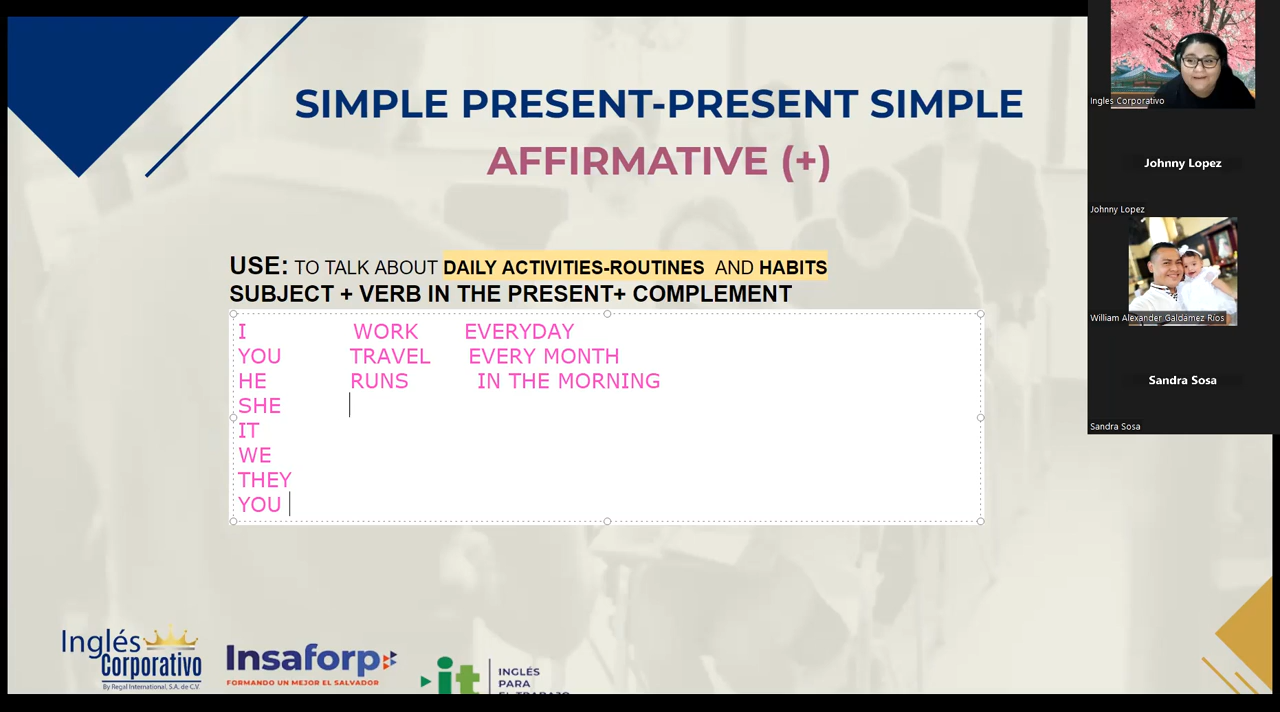 SIMPLE PRESENT-PRESENT SIMPLE
AFFIRMATIVE (+)
USE: TO TALK ABOUT DAILY ACTIVITIES-ROUTINES AND HABITS
SUBJECT + VERB IN THE PRESENT+ COMPLEMENT
I WORK EVERYDAY
YOU TRAVEL EVERY MONTH
HE RUNS IN THE MORNING
SHE
IT
WE
THEY
YOU
Inglés
Corporativo
By Regal International, S.A. de C.V.
Insaforp
FORMANDO UN MEJOR EL SALVADOR
it
INGLÉS
PARA
EL TRABAJO
Ingles Corporativo
Johnny Lopez
Johnny Lopez
William Alexander Galdamez Rios
Sandra Sosa
Sandra Sosa